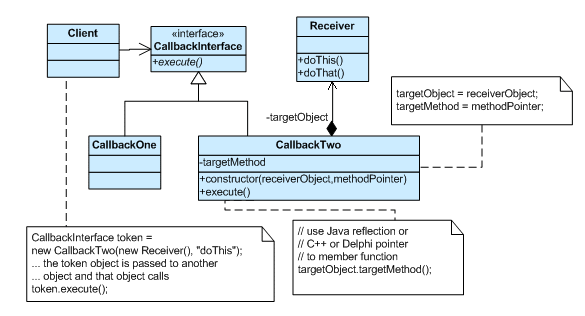 Client
«interface»
CallbackInterface
+execute()
Receiver
+doThis()
+doThat()
targetObject = receiverObject;
targetMethod = methodPointer;
-targetObject
CallbackOne
CallbackTwo
-targetMethod
+constructor(receiverObject,methodPointer)
+execute()
CallbackInterface token =
new CallbackTwo(new Receiver(), "doThis");
... the token object is passed to another
... object and that object calls
token.execute();
// use Java reflection or
// C++ or Delphi pointer
// to member function
targetObject.targetMethod();